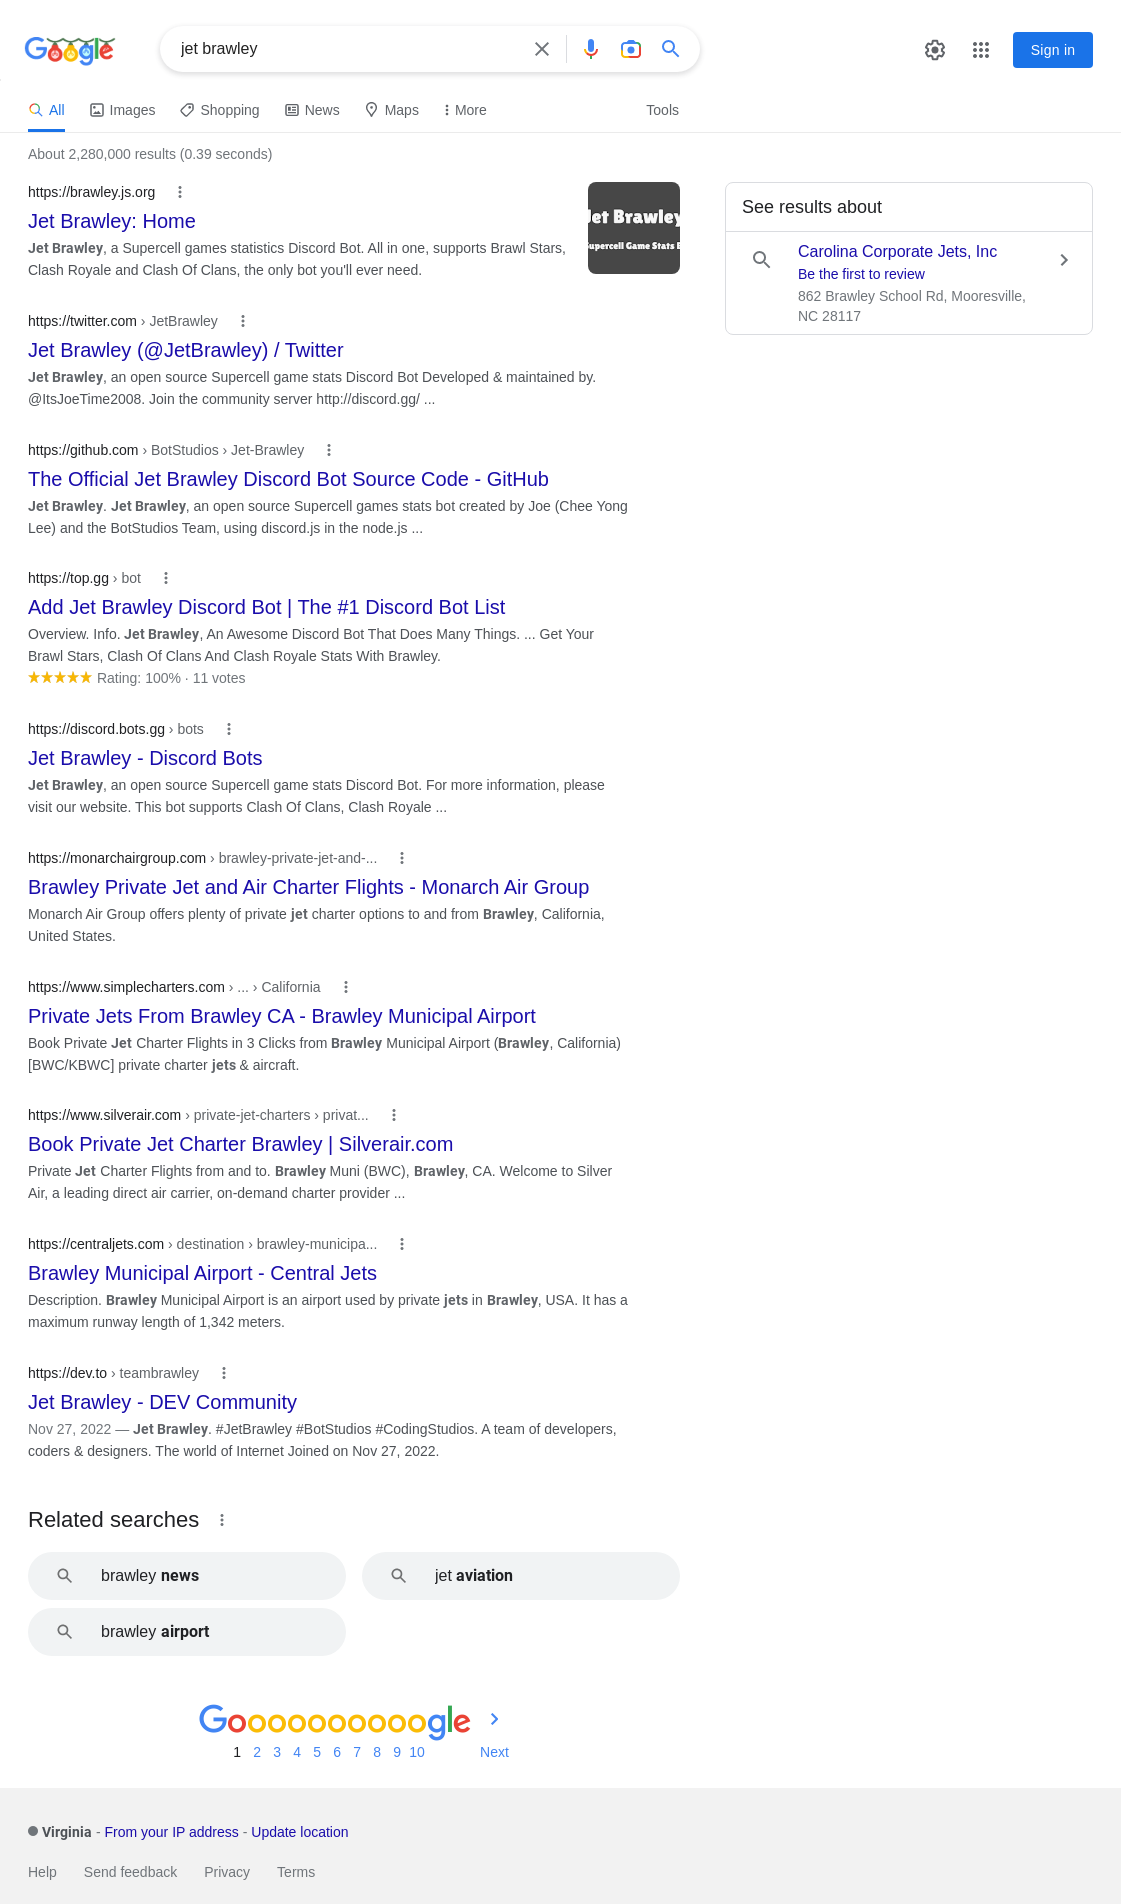 Google
jet brawley
Sign in
All
Images
Shopping
News
Maps
More
Tools
About 2,280,000 results (0.39 seconds)
https://brawley.js.org
Jet Brawley: Home
Jet Brawley, a Supercell games statistics Discord Bot. All in one, supports Brawl Stars,
Clash Royale and Clash Of Clans, the only bot you'll ever need.
Jet Brawley
Supercell Game Stats B
https://twitter.com › JetBrawley
Jet Brawley (@JetBrawley) / Twitter
Jet Brawley, an open source Supercell game stats Discord Bot Developed & maintained by.
@ItsJoeTime2008. Join the community server http://discord.gg/ ...
https://github.com › BotStudios › Jet-Brawley
The Official Jet Brawley Discord Bot Source Code - GitHub
Jet Brawley. Jet Brawley, an open source Supercell games stats bot created by Joe (Chee Yong
Lee) and the BotStudios Team, using discord.js in the node.js ...
https://top.gg › bot
Add Jet Brawley Discord Bot | The #1 Discord Bot List
Overview. Info. Jet Brawley, An Awesome Discord Bot That Does Many Things. ... Get Your
Brawl Stars, Clash Of Clans And Clash Royale Stats With Brawley.
Rating: 100% · 11 votes
https://discord.bots.gg › bots
Jet Brawley - Discord Bots
Jet Brawley, an open source Supercell game stats Discord Bot. For more information, please
visit our website. This bot supports Clash Of Clans, Clash Royale ...
https://monarchairgroup.com › brawley-private-jet-and-...
Brawley Private Jet and Air Charter Flights - Monarch Air Group
Monarch Air Group offers plenty of private jet charter options to and from Brawley, California,
United States.
https://www.simplecharters.com › ... › California
Private Jets From Brawley CA - Brawley Municipal Airport
Book Private Jet Charter Flights in 3 Clicks from Brawley Municipal Airport (Brawley, California)
[BWC/KBWC] private charter jets & aircraft.
https://www.silverair.com › private-jet-charters › privat...
Book Private Jet Charter Brawley | Silverair.com
Private Jet Charter Flights from and to. Brawley Muni (BWC), Brawley, CA. Welcome to Silver
Air, a leading direct air carrier, on-demand charter provider ...
https://centraljets.com › destination › brawley-municipa...
Brawley Municipal Airport - Central Jets
Description. Brawley Municipal Airport is an airport used by private jets in Brawley, USA. It has a
maximum runway length of 1,342 meters.
https://dev.to › teambrawley
Jet Brawley - DEV Community
Nov 27, 2022 — Jet Brawley. #JetBrawley #BotStudios #CodingStudios. A team of developers,
coders & designers. The world of Internet Joined on Nov 27, 2022.
See results about
Carolina Corporate Jets, Inc
Be the first to review
862 Brawley School Rd, Mooresville,
NC 28117
Related searches
brawley news
jet aviation
brawley airport
Goooooooooogle
1 2 3 4 5 6 7 8 9 10 Next
Virginia - From your IP address - Update location
Help Send feedback Privacy Terms